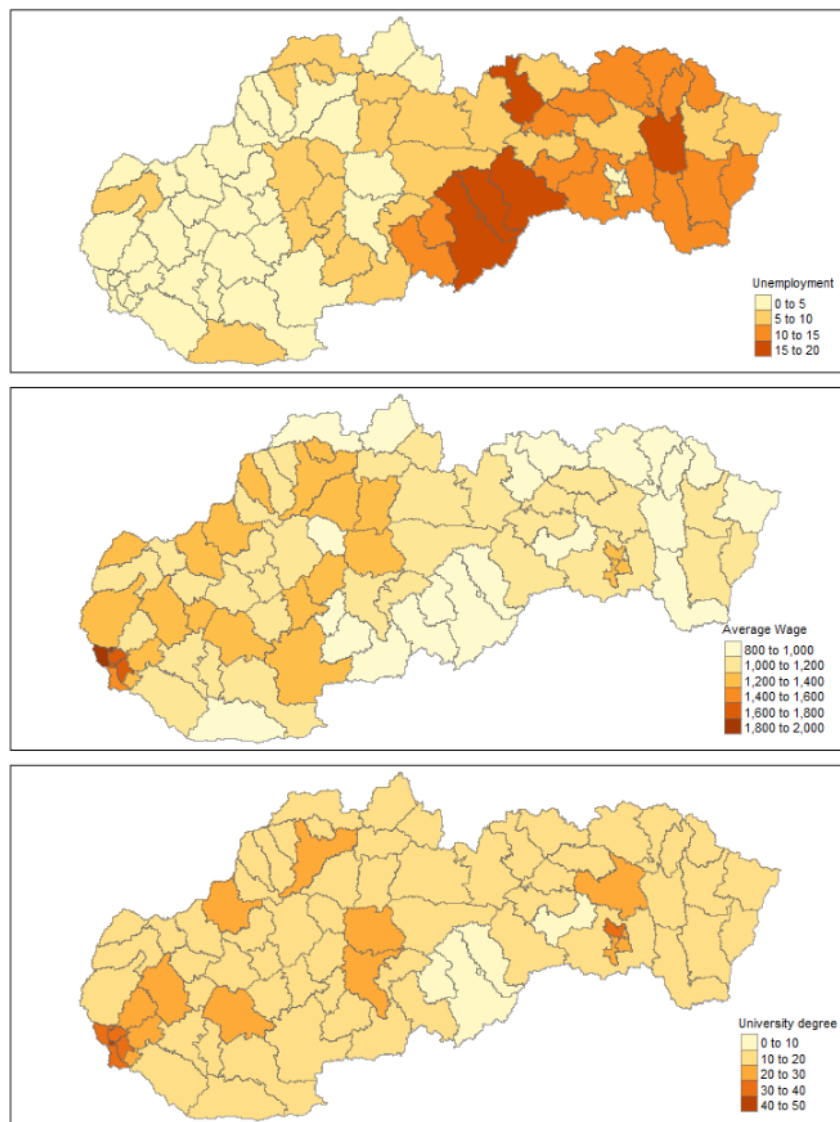 Unemployment
0 to 5
5 to 10
10 to 15
15 to 20
Average Wage
800 to 1,000
1,000 to 1,200
1,200 to 1,400
1,400 to 1,600
1,600 to 1,800
1,800 to 2,000
University degree
0 to 10
10 to 20
20 to 30
30 to 40
40 to 50